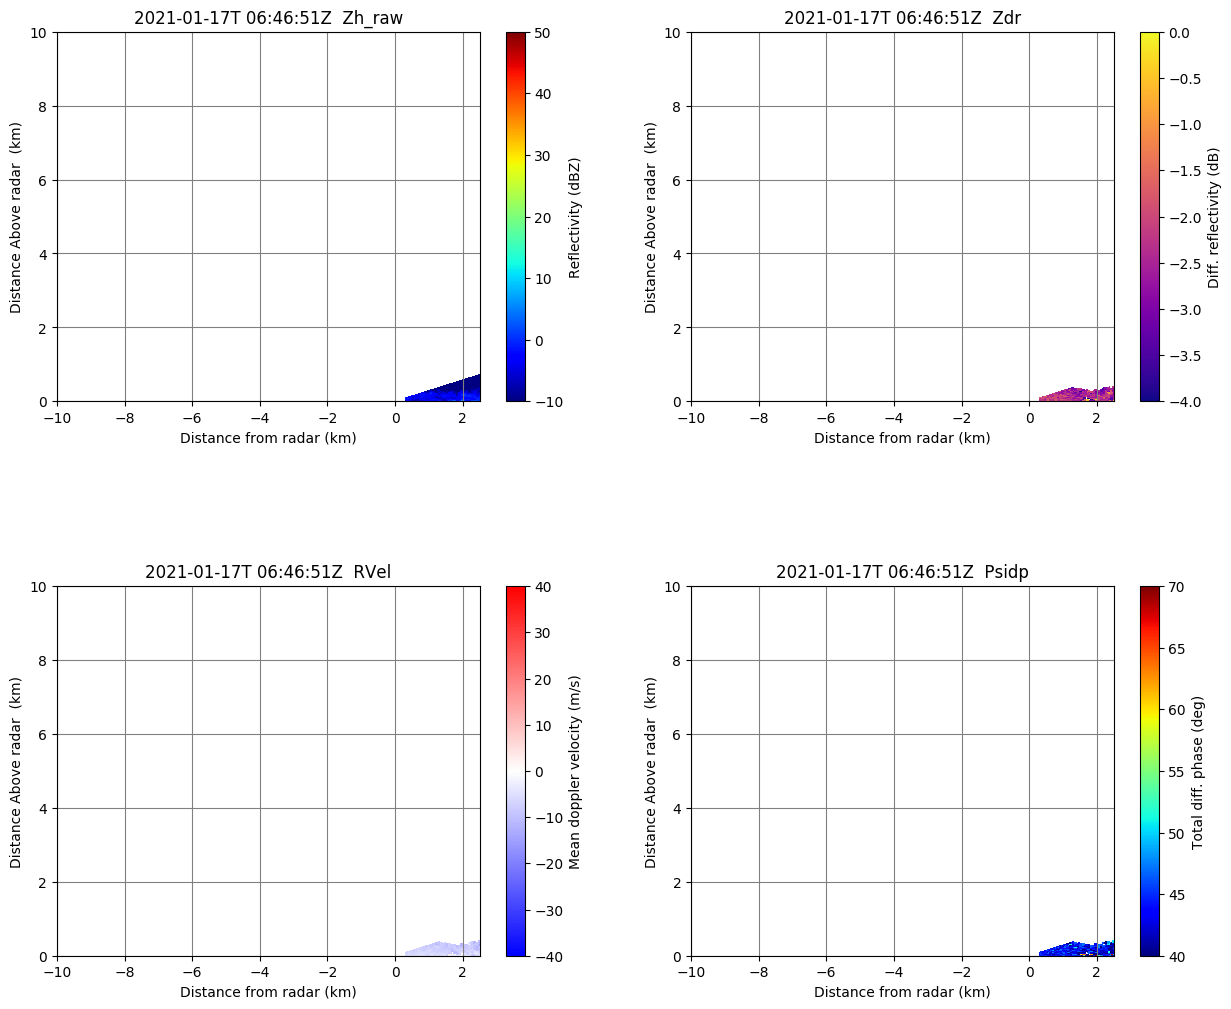 2021-01-17T 06:46:51Z  Zh_raw
10
8
6
4
2
0
−10 −8 −6 −4 −2 0 2
Distance from radar (km)
Distance Above radar  (km)
50
40
30
20
10
0
−10
Reflectivity (dBZ)
2021-01-17T 06:46:51Z  Zdr
10
8
6
4
2
0
−10 −8 −6 −4 −2 0 2
Distance from radar (km)
Distance Above radar  (km)
0.0
−0.5
−1.0
−1.5
−2.0
−2.5
−3.0
−3.5
−4.0
Diff. reflectivity (dB)
2021-01-17T 06:46:51Z  RVel
10
8
6
4
2
0
−10 −8 −6 −4 −2 0 2
Distance from radar (km)
Distance Above radar  (km)
40
30
20
10
0
−10
−20
−30
−40
Mean doppler velocity (m/s)
2021-01-17T 06:46:51Z  Psidp
10
8
6
4
2
0
−10 −8 −6 −4 −2 0 2
Distance from radar (km)
Distance Above radar  (km)
70
65
60
55
50
45
40
Total diff. phase (deg)